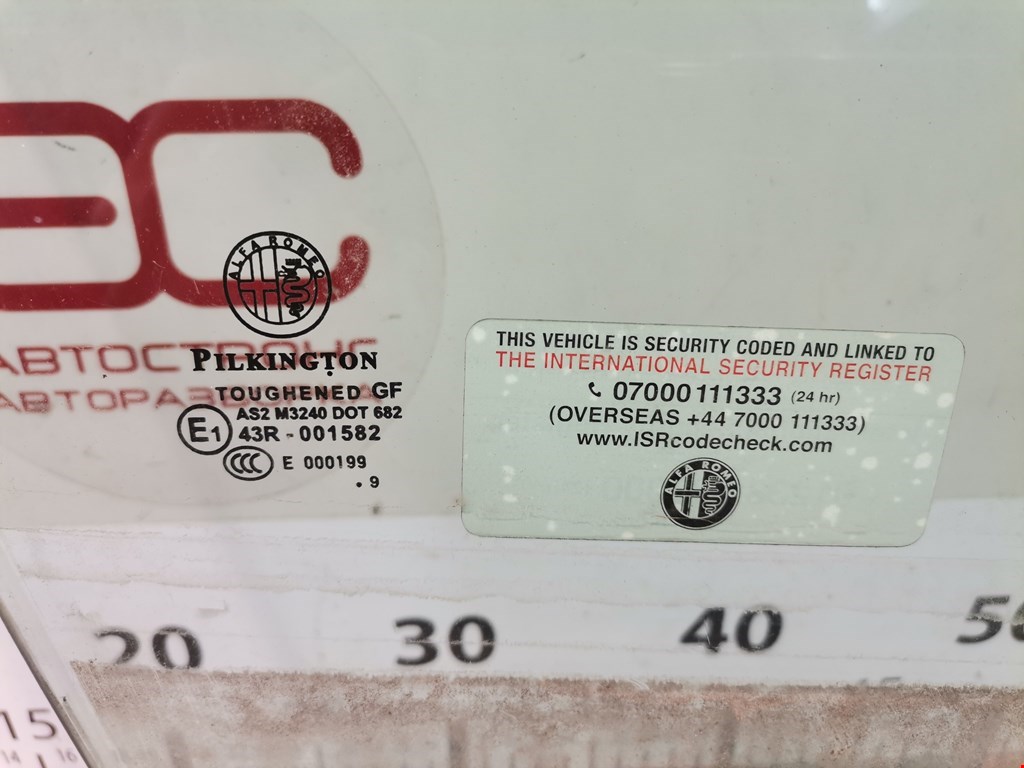 ALFA ROMEO
PILKINGTON
TOUGHENED GF
AS2 M3240 DOT 682
E1 43R - 001582
CCC E 000199
. 9
THIS VEHICLE IS SECURITY CODED AND LINKED TO
THE INTERNATIONAL SECURITY REGISTER
07000 111333 (24 hr)
(OVERSEAS +44 7000 111333)
www.ISRcodecheck.com
ALFA ROMEO
20 30 40
15
14 16